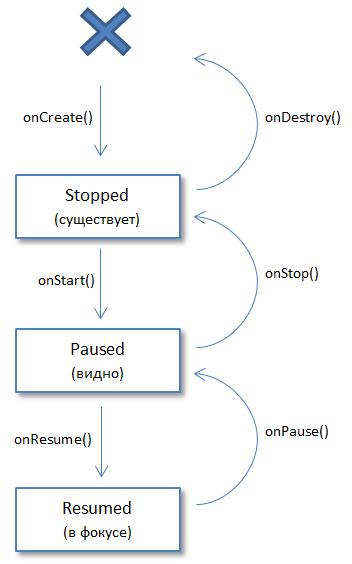 onCreate()
onDestroy()
Stopped
(существует)
onStart()
onStop()
Paused
(видно)
onResume()
onPause()
Resumed
(в фокусе)